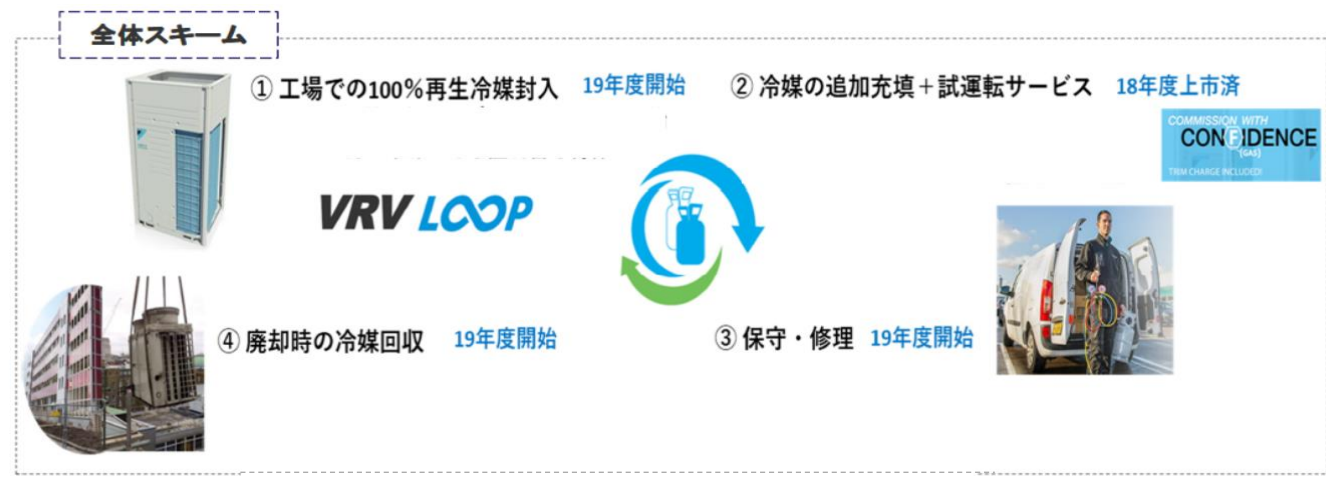 全体スキーム
① 工場での100%再生冷媒封入 19年度開始
② 冷媒の追加充填+試運転サービス 18年度上市済
COMMISSION WITH
CONFIDENCE
(GAS)
TRIM CHARGE INCLUDED!
VRV LOOP
④ 廃却時の冷媒回収 19年度開始
③ 保守・修理 19年度開始